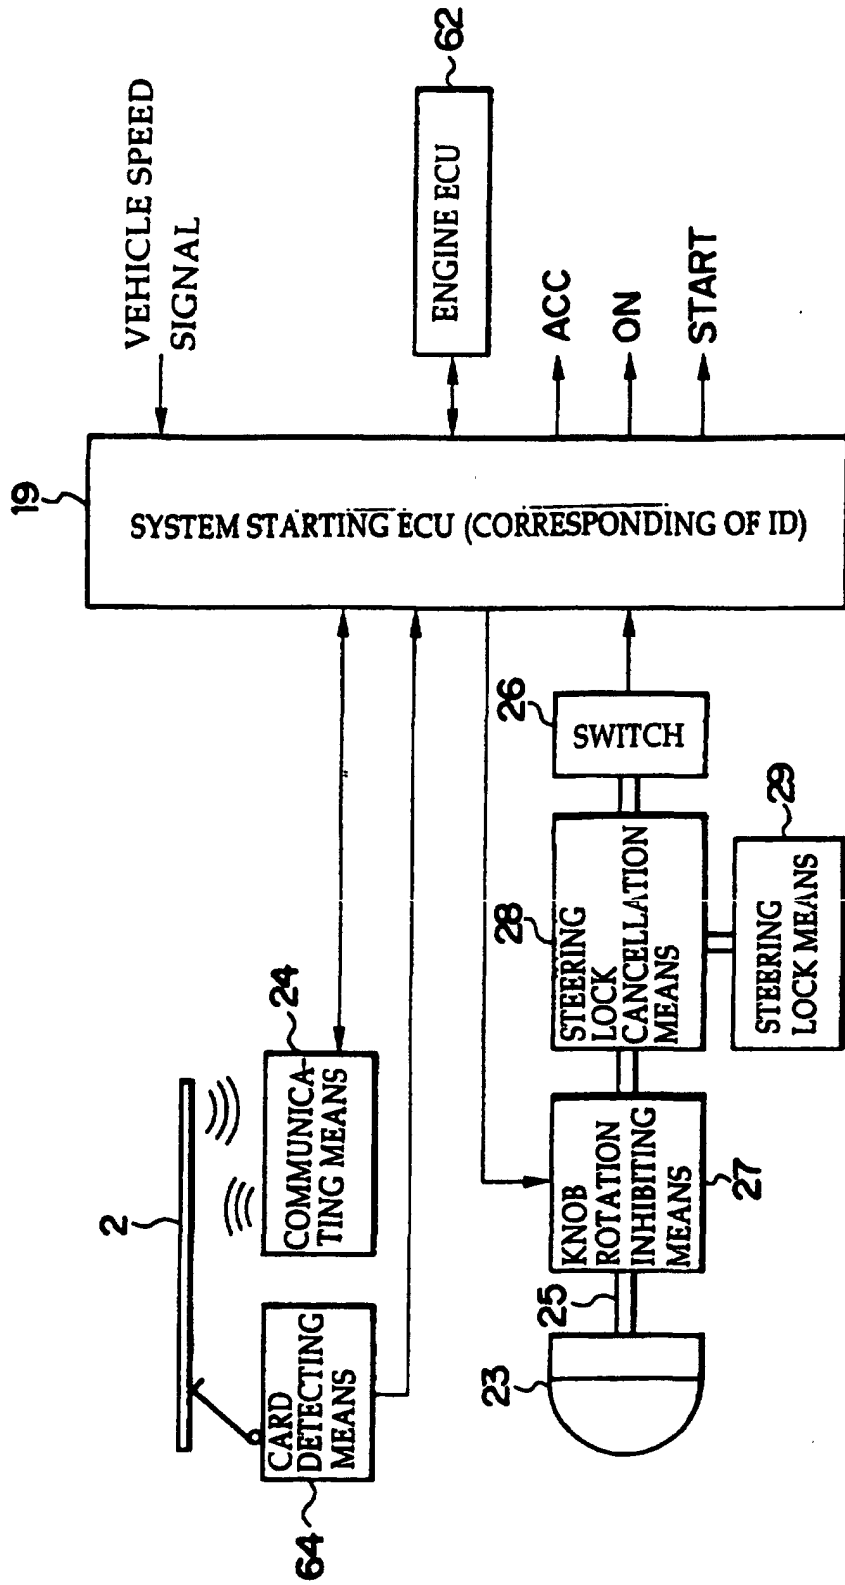 VEHICLE SPEED
SIGNAL
62
ENGINE ECU
ACC
ON
START
19
SYSTEM STARTING ECU (CORRESPONDING OF ID)
2
24
COMMUNICA-
TING MEANS
64
CARD
DETECTING
MEANS
26
SWITCH
28
STEERING
LOCK
CANCELLATION
MEANS
29
STEERING
LOCK MEANS
27
KNOB
ROTATION
INHIBITING
MEANS
25
23